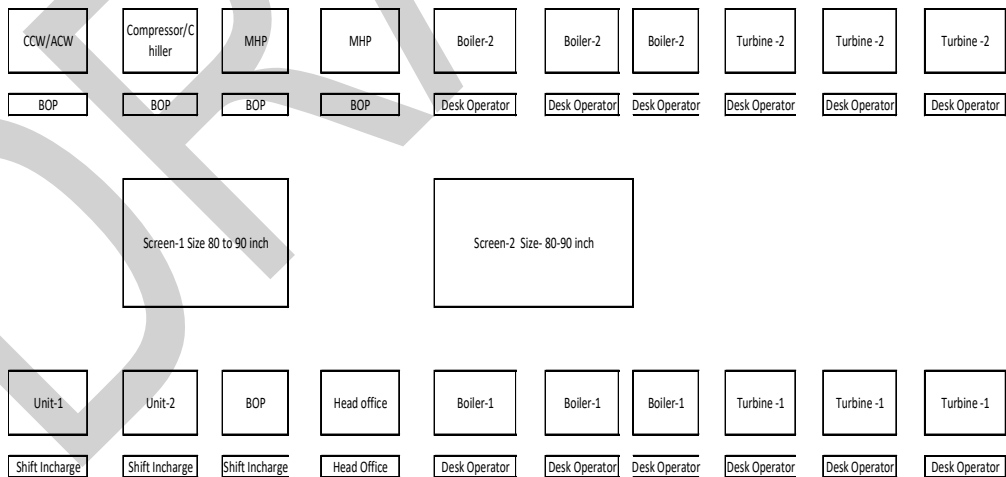 CCW/ACW
Compressor/C
hiller
MHP
MHP
Boiler-2
Boiler-2
Boiler-2
Turbine -2
Turbine -2
Turbine -2
BOP
BOP
BOP
BOP
Desk Operator
Desk Operator
Desk Operator
Desk Operator
Desk Operator
Desk Operator
Screen-1 Size 80 to 90 inch
Screen-2 Size- 80-90 inch
Unit-1
Unit-2
BOP
Head office
Boiler-1
Boiler-1
Boiler-1
Turbine -1
Turbine -1
Turbine -1
Shift Incharge
Shift Incharge
Shift Incharge
Head Office
Desk Operator
Desk Operator
Desk Operator
Desk Operator
Desk Operator
Desk Operator